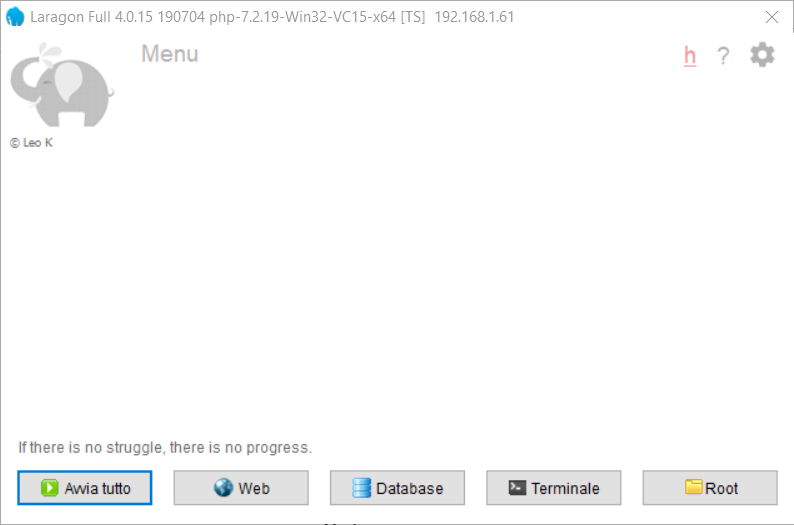 Laragon Full 4.0.15 190704 php-7.2.19-Win32-VC15-x64 [TS] 192.168.1.61
Menu
h ?
© Leo K
If there is no struggle, there is no progress.
Avvia tutto
Web
Database
Terminale
Root